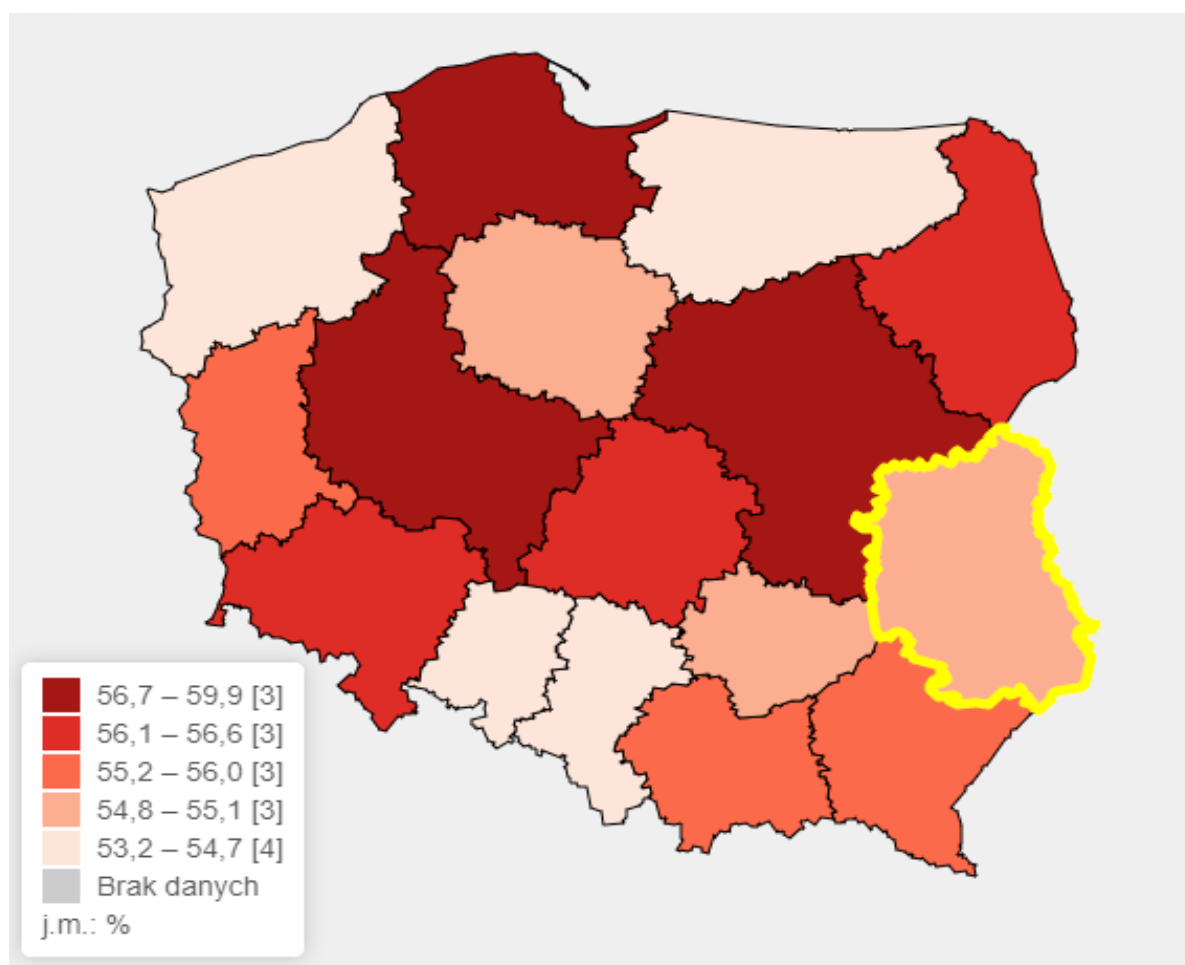 56,7 – 59,9 [3]
56,1 – 56,6 [3]
55,2 – 56,0 [3]
54,8 – 55,1 [3]
53,2 – 54,7 [4]
Brak danych
j.m.: %